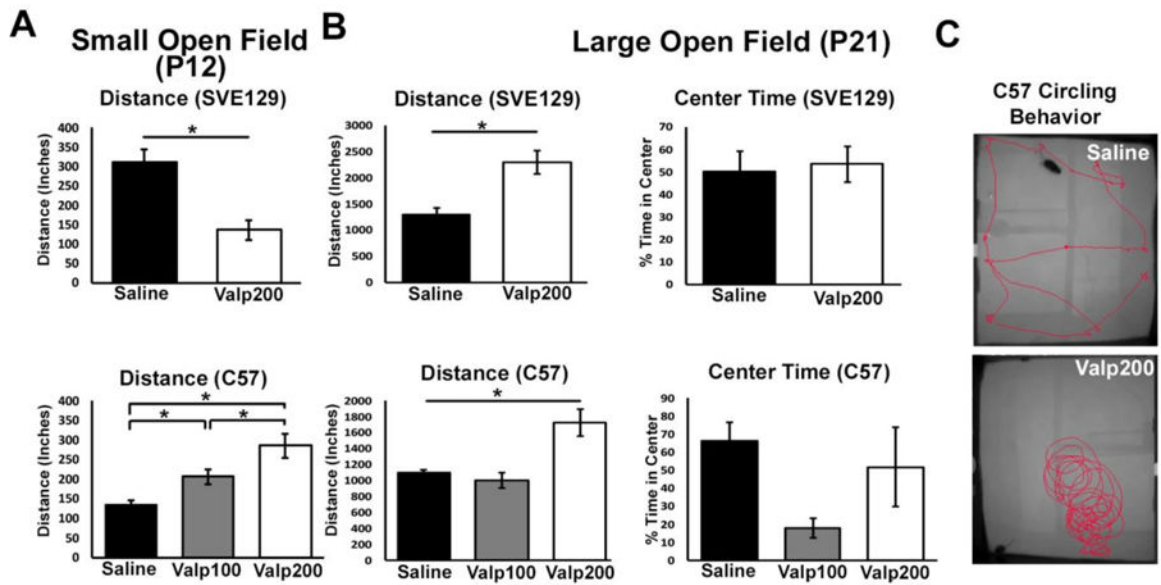 A
Small Open Field
(P12)
Distance (SVE129)
Distance (Inches)
400
350
300
250
200
150
100
50
0
*
Saline Valp200
Distance (C57)
Distance (Inches)
400
350
300
250
200
150
100
50
0
*
* *
Saline Valp100 Valp200
B
Large Open Field (P21)
Distance (SVE129)
Distance (Inches)
3000
2500
2000
1500
1000
500
0
*
Saline Valp200
Center Time (SVE129)
% Time in Center
70
60
50
40
30
20
10
0
Saline Valp200
Distance (C57)
Distance (Inches)
2000
1800
1600
1400
1200
1000
800
600
400
200
0
*
Saline Valp100 Valp200
Center Time (C57)
% Time in Center
90
80
70
60
50
40
30
20
10
0
Saline Valp100 Valp200
C
C57 Circling
Behavior
Saline
Valp200